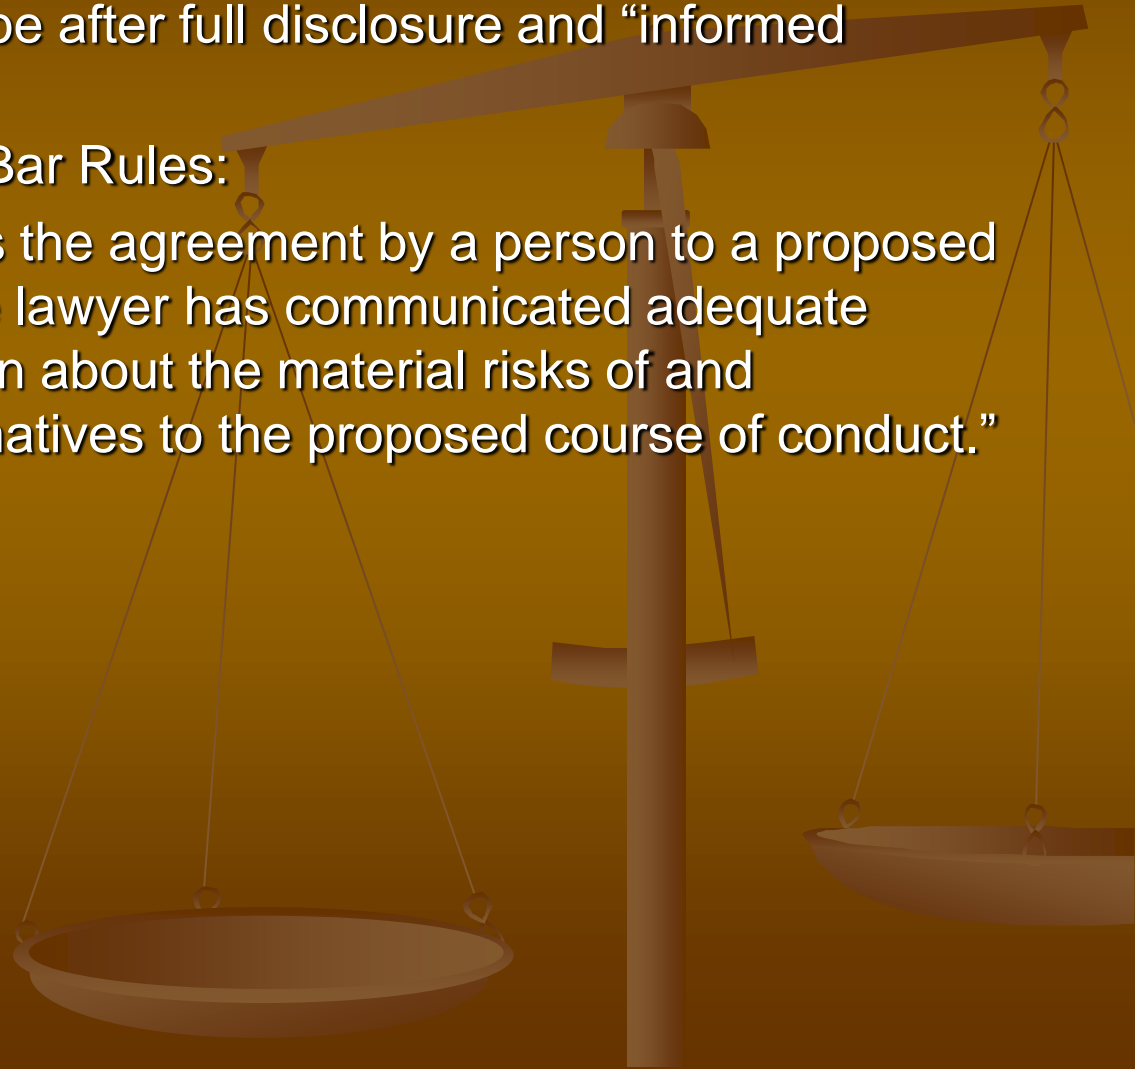 be after full disclosure and “informed
Bar Rules:
s the agreement by a person to a proposed
lawyer has communicated adequate
n about the material risks of and
natives to the proposed course of conduct.”